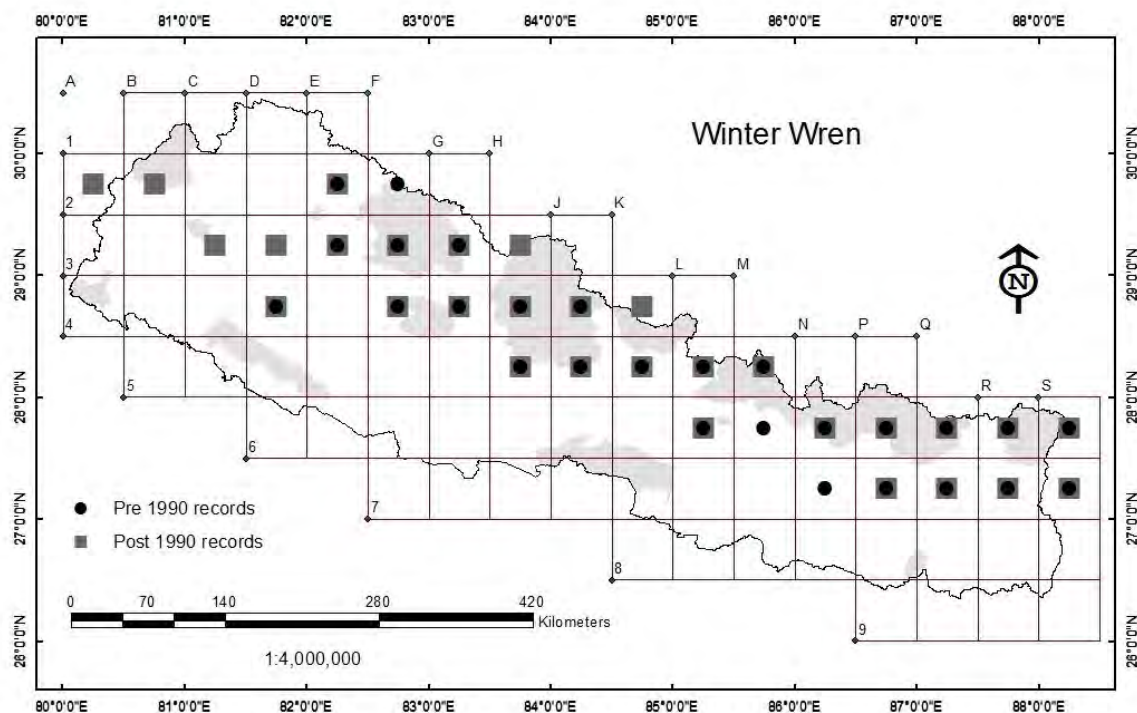 80°0'0"E 81°0'0"E 82°0'0"E 83°0'0"E 84°0'0"E 85°0'0"E 86°0'0"E 87°0'0"E 88°0'0"E
A B C D E F
1 G H
30°0'0"N 30°0'0"N
Winter Wren
2 J K
3 L M
29°0'0"N 29°0'0"N
N
4 N P Q
5 R S
28°0'0"N 28°0'0"N
6
Pre 1990 records
7
27°0'0"N 27°0'0"N
Post 1990 records
8
0 70 140 280 420
Kilometers
9
26°0'0"N 26°0'0"N
1:4,000,000
80°0'0"E 81°0'0"E 82°0'0"E 83°0'0"E 84°0'0"E 85°0'0"E 86°0'0"E 87°0'0"E 88°0'0"E